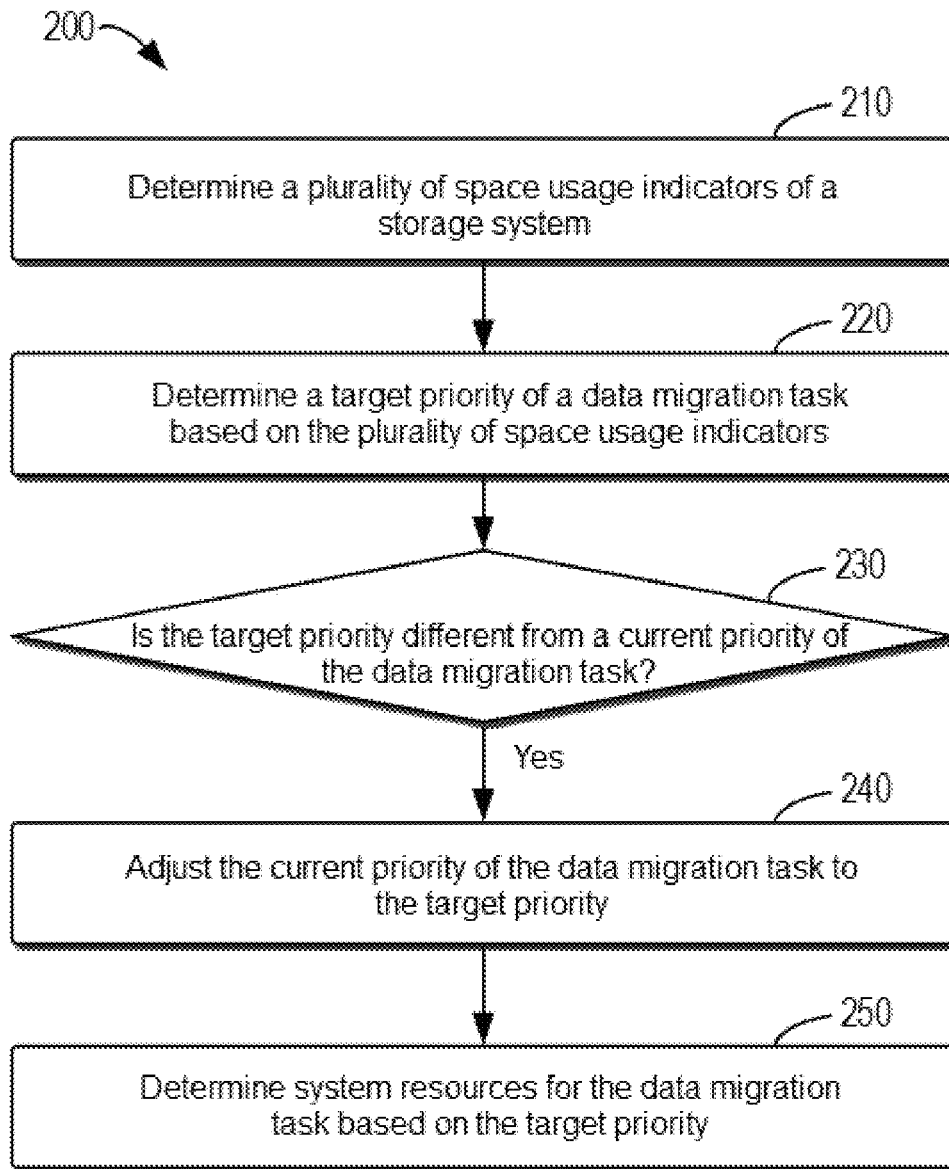 200
210
Determine a plurality of space usage indicators of a
storage system
220
Determine a target priority of a data migration task
based on the plurality of space usage indicators
230
Is the target priority different from a current priority of
the data migration task?
Yes
240
Adjust the current priority of the data migration task to
the target priority
250
Determine system resources for the data migration
task based on the target priority